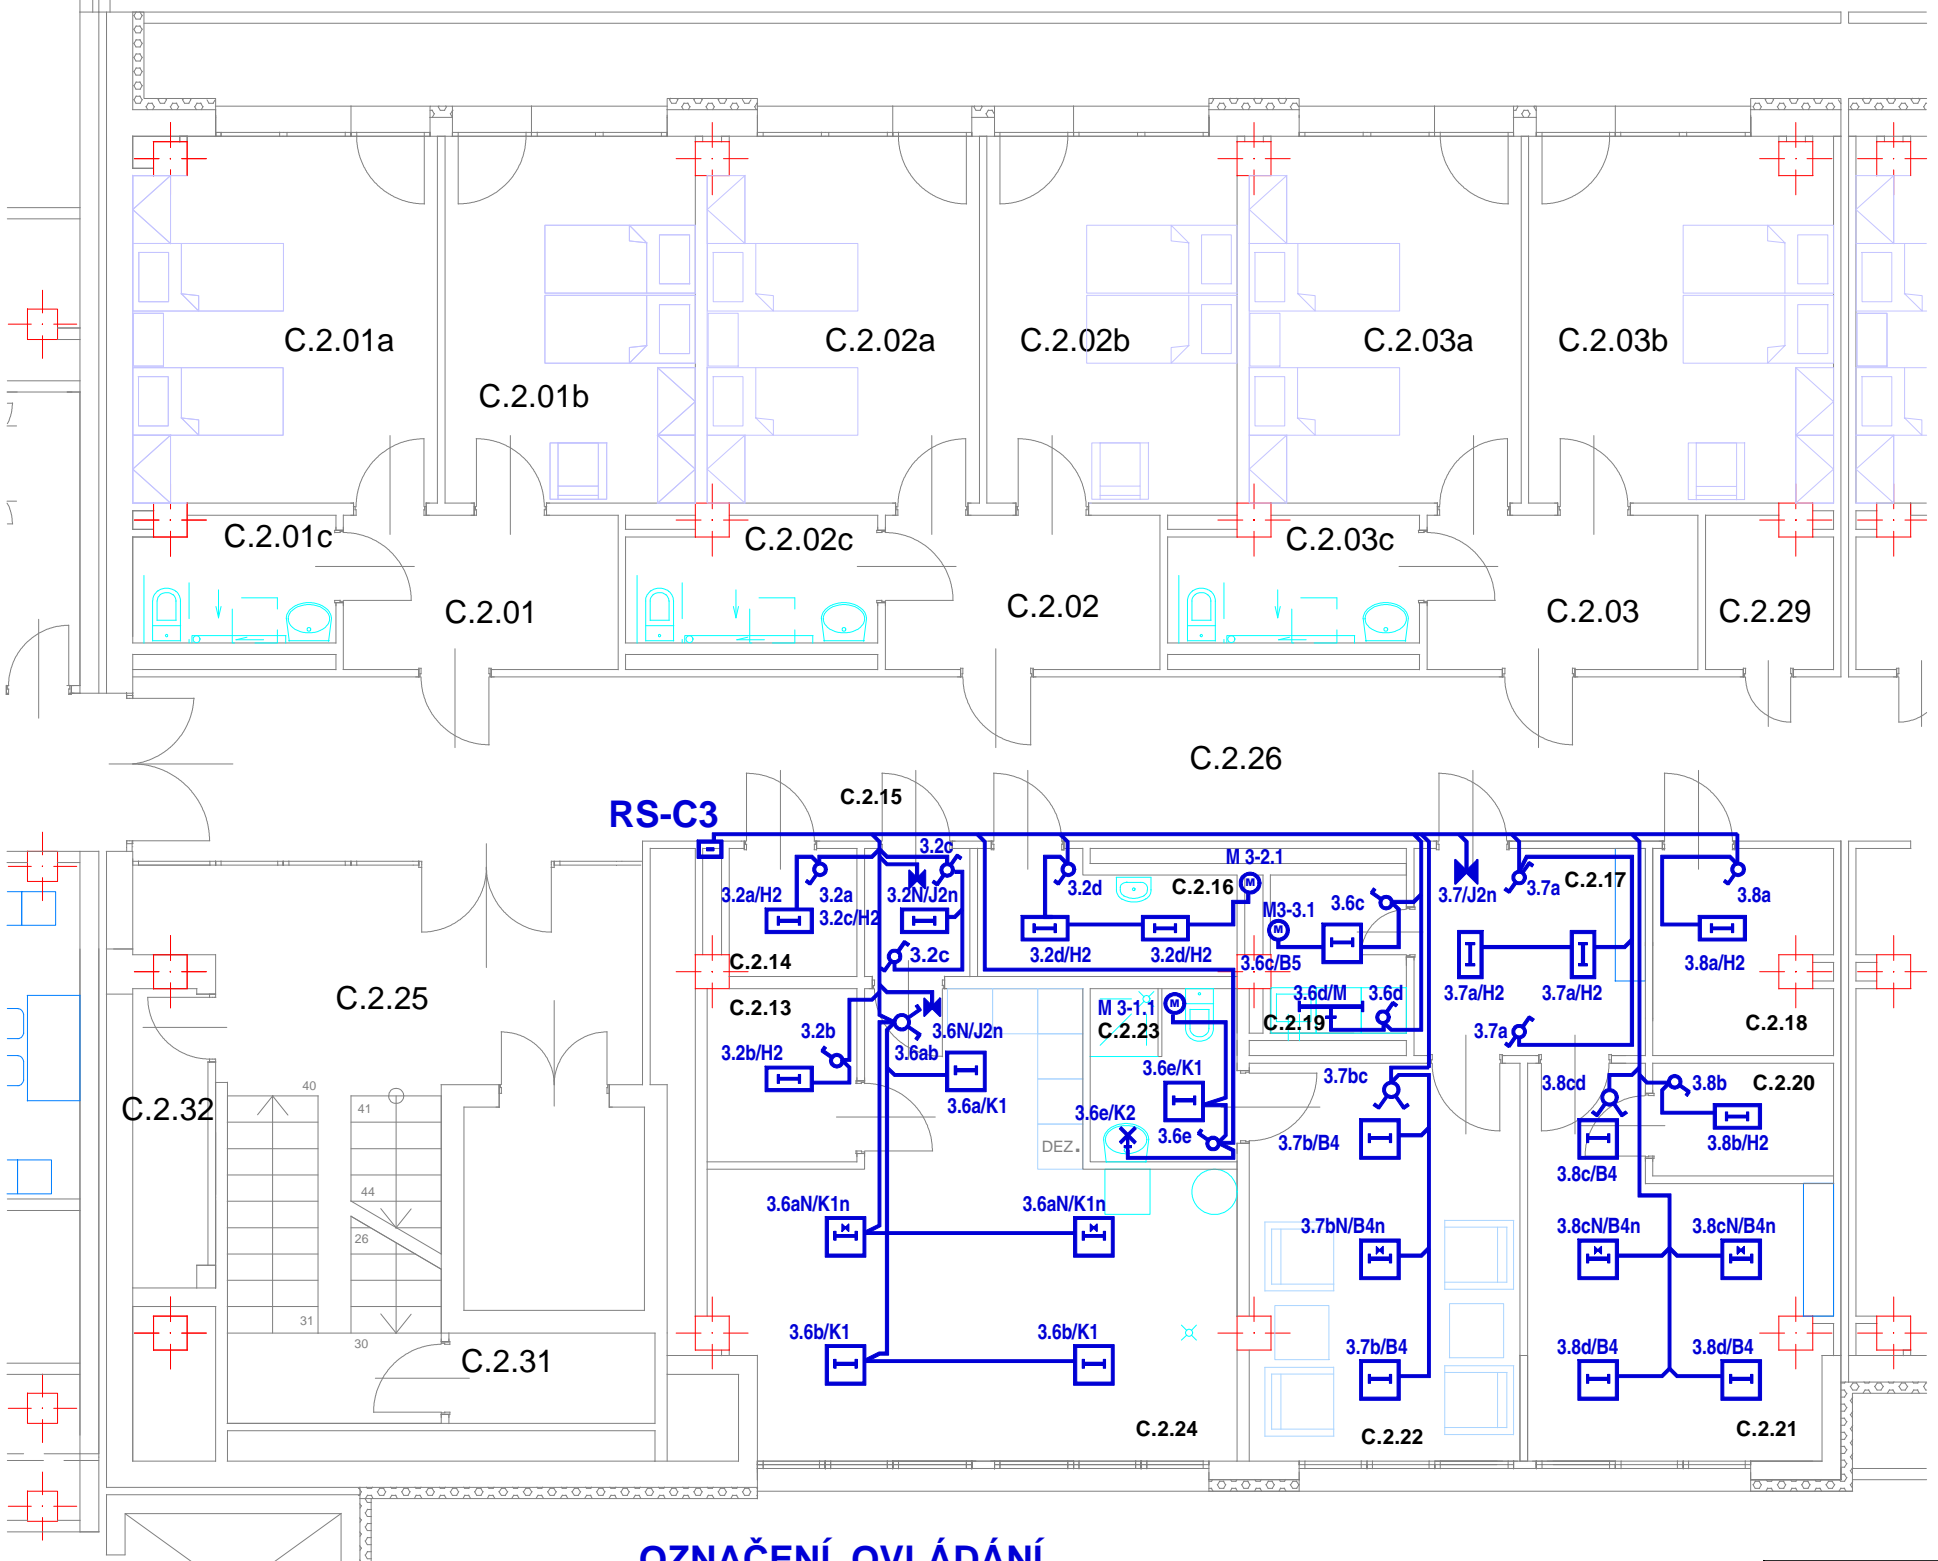 C.2.01a
C.2.01b
C.2.02a
C.2.02b
C.2.03a
C.2.03b
C.2.01c
C.2.02c
C.2.03c
C.2.01
C.2.02
C.2.03
C.2.29
C.2.26
RS-C3
C.2.15
3.2c
M 3-2.1
3.2a/H2
3.2a
3.2N/J2n
3.2d
C.2.16
3.6c
3.7/J2n
3.7a
C.2.17
3.8a
3.2c/H2
M
M3-3.1
M
C.2.14
3.2c
3.2d/H2
3.2d/H2
3.6c/B5
3.8a/H2
C.2.25
C.2.13
3.6d/M
3.6d
3.7a/H2
3.7a/H2
M 3-1.1
M
C.2.19
C.2.18
3.2b
3.6N/J2n
C.2.23
3.7a
3.2b/H2
3.6ab
3.6e/K1
3.7bc
3.8cd
3.8b
C.2.20
40
41
C.2.32
3.6a/K1
3.6e/K2
3.6e
DEZ.
3.7b/B4
3.8b/H2
3.8c/B4
44
3.6aN/K1n
3.6aN/K1n
3.7bN/B4n
3.8cN/B4n
3.8cN/B4n
26
31
30
C.2.31
3.6b/K1
3.6b/K1
3.7b/B4
3.8d/B4
3.8d/B4
C.2.24
C.2.22
C.2.21
OZNAČENÍ OVLÁDÁNÍ